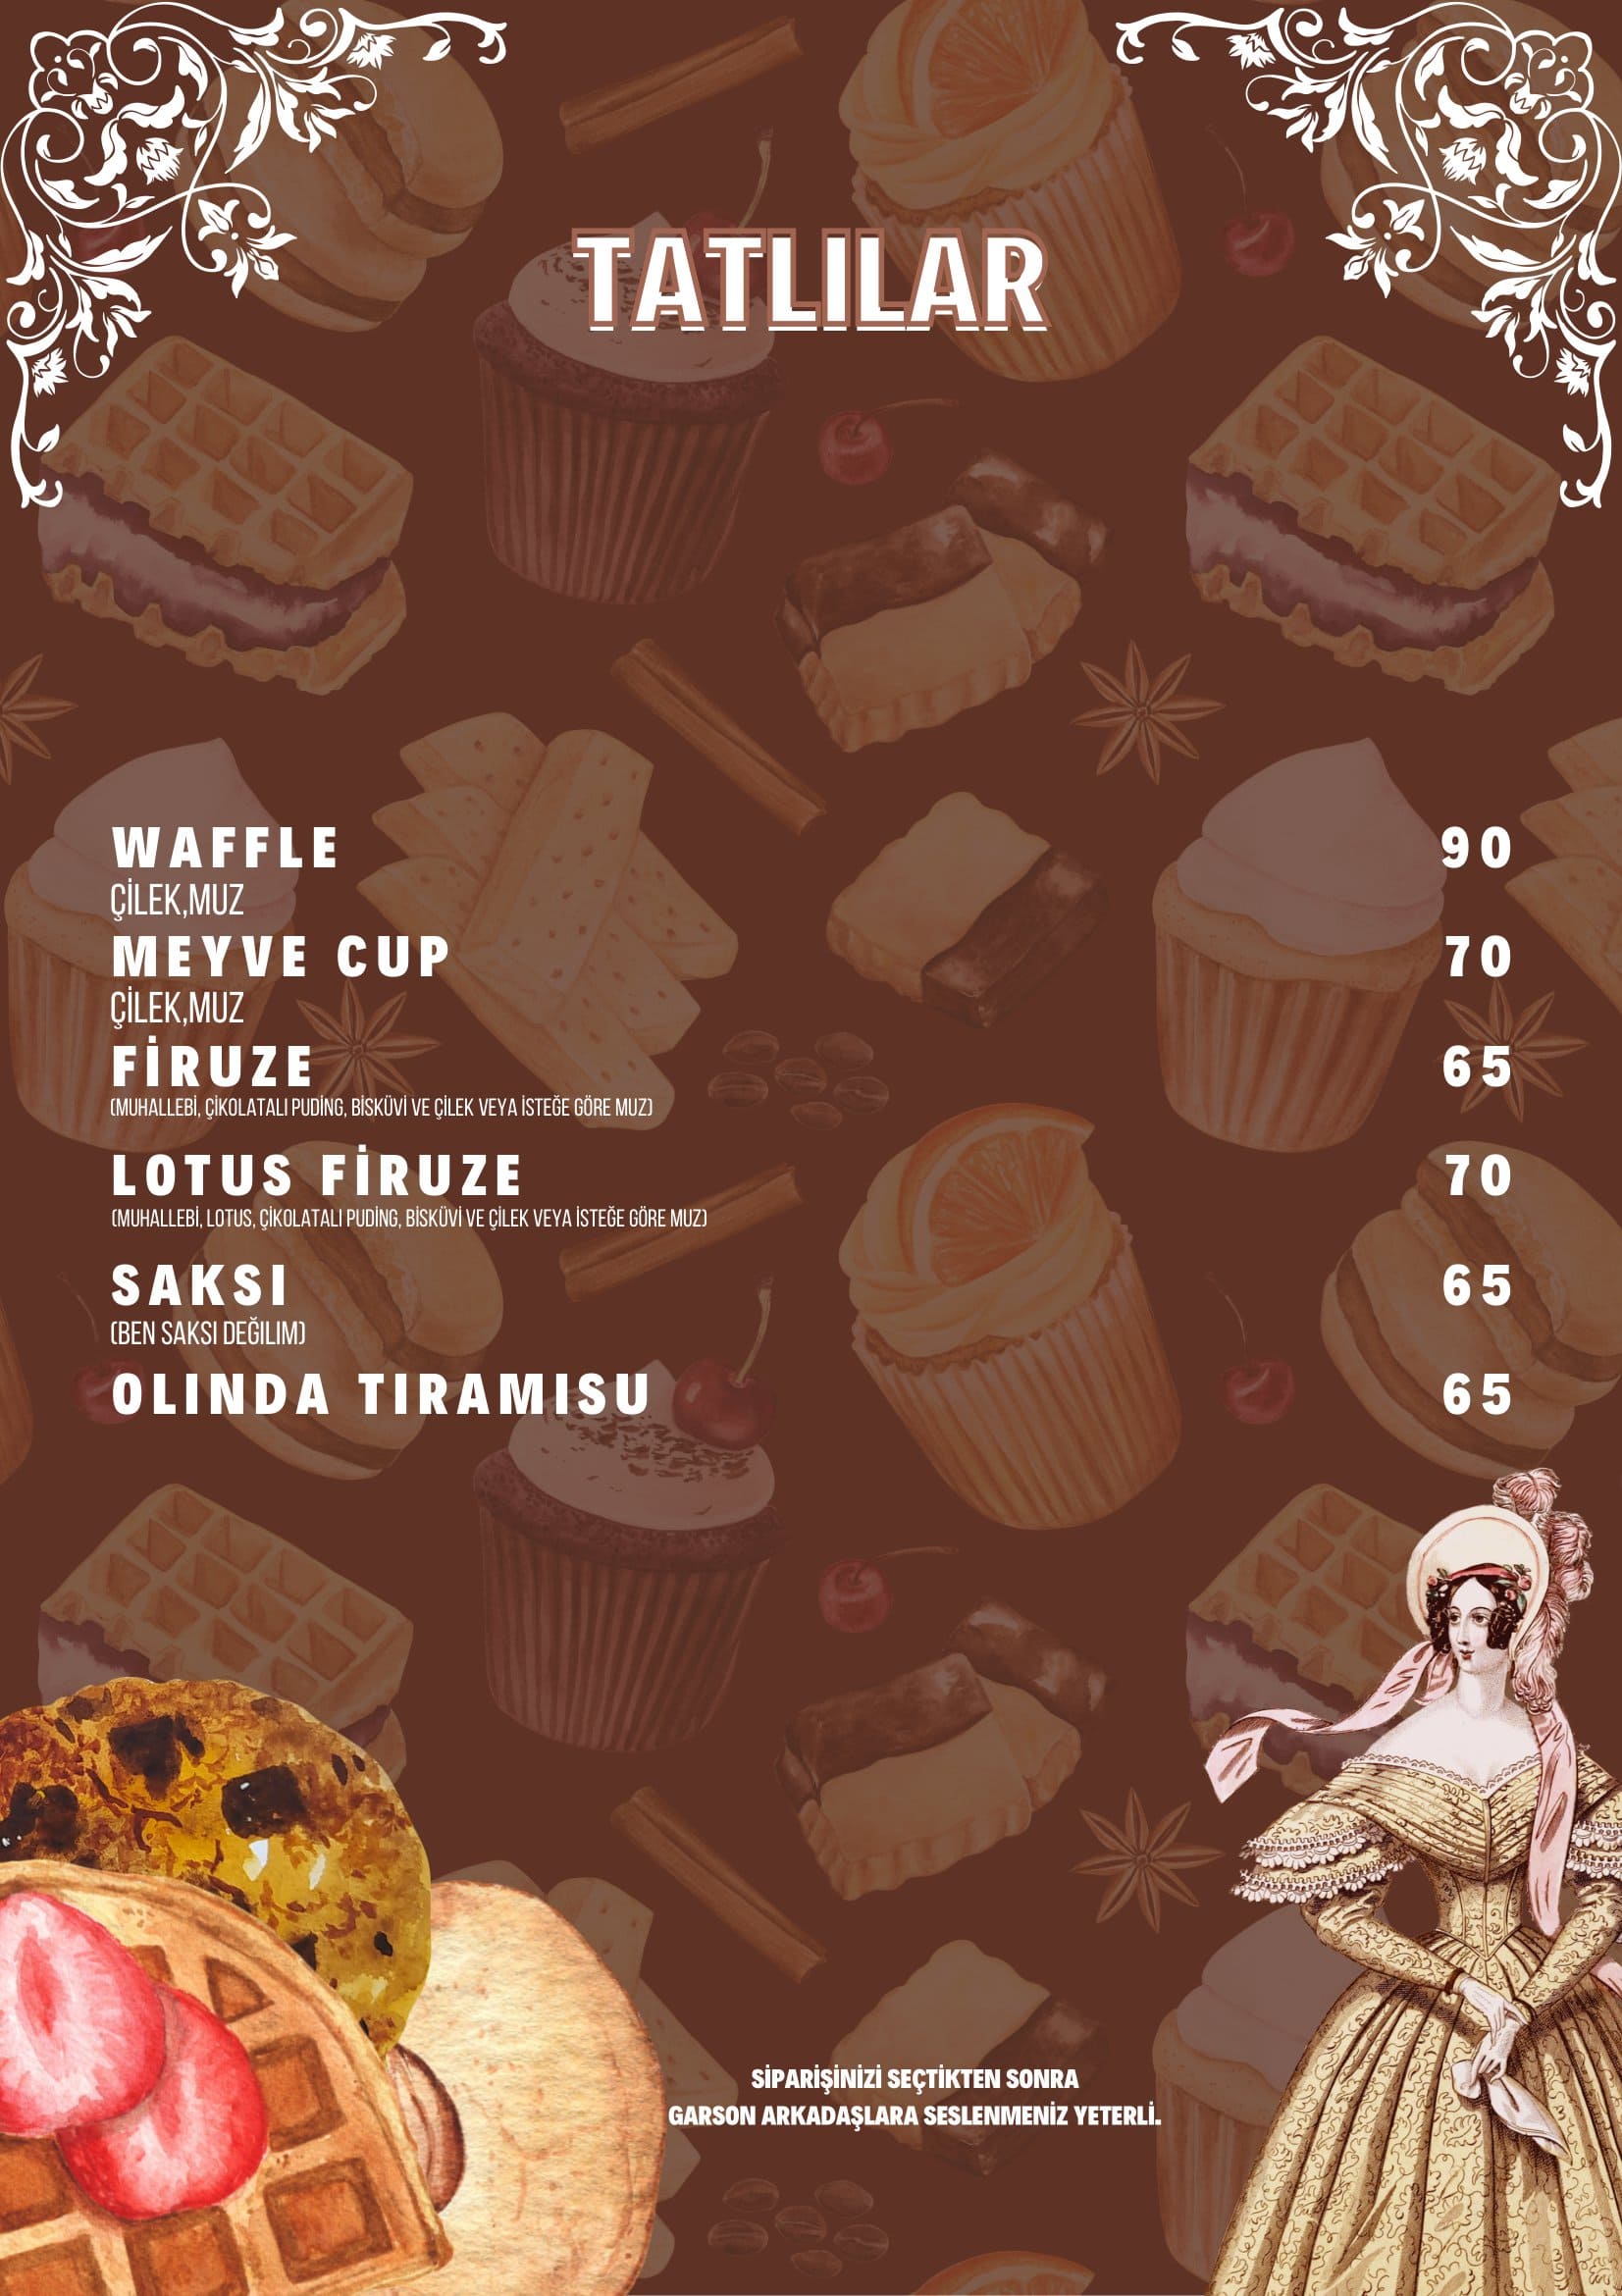 TATLILAR
WAFFLE 90
ÇİLEK,MUZ
MEYVE CUP 70
ÇİLEK,MUZ
FİRUZE 65
(MUHALLEBİ, ÇİKOLATALI PUDİNG, BİSKÜVİ VE ÇİLEK VEYA İSTEĞE GÖRE MUZ)
LOTUS FİRUZE 70
(MUHALLEBİ, LOTUS, ÇİKOLATALI PUDİNG, BİSKÜVİ VE ÇİLEK VEYA İSTEĞE GÖRE MUZ)
SAKSI 65
(BEN SAKSI DEĞILIM)
OLINDA TIRAMISU 65
SİPARİŞİNİZİ SEÇTİKTEN SONRA
GARSON ARKADAŞLARA SESLENMENİZ YETERLİ.